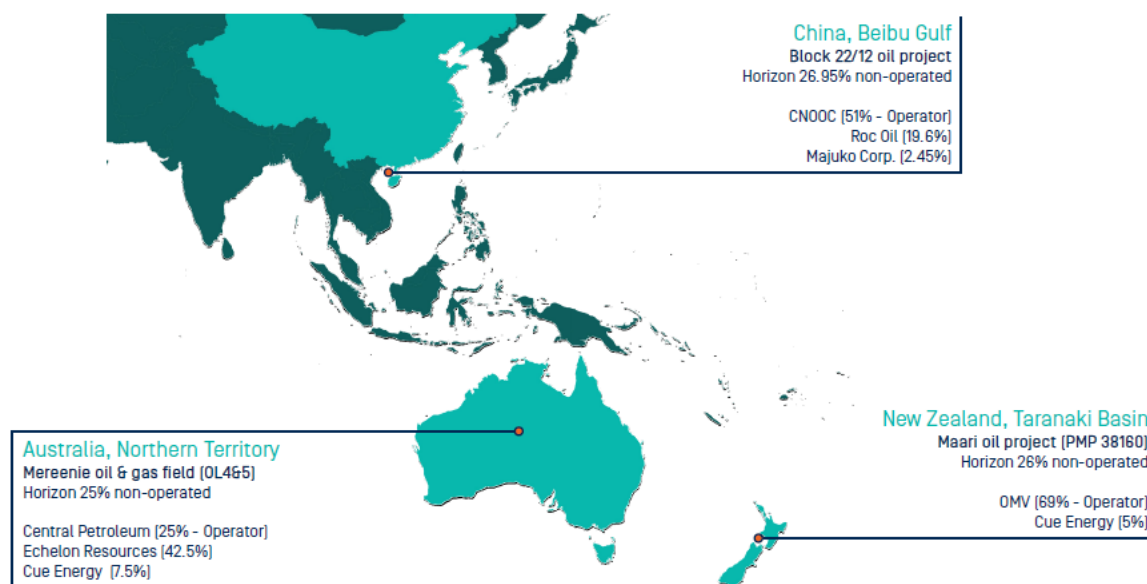 China, Beibu Gulf
Block 22/12 oil project
Horizon 26.95% non-operated
CNOOC (51% - Operator)
Roc Oil (19.6%)
Majuko Corp. (2.45%)
Australia, Northern Territory
Mereenie oil & gas field (OL4&5)
Horizon 25% non-operated
Central Petroleum (25% - Operator)
Echelon Resources (42.5%)
Cue Energy (7.5%)
New Zealand, Taranaki Basin
Maari oil project (PMP 38160)
Horizon 26% non-operated
OMV (69% - Operator)
Cue Energy (5%)